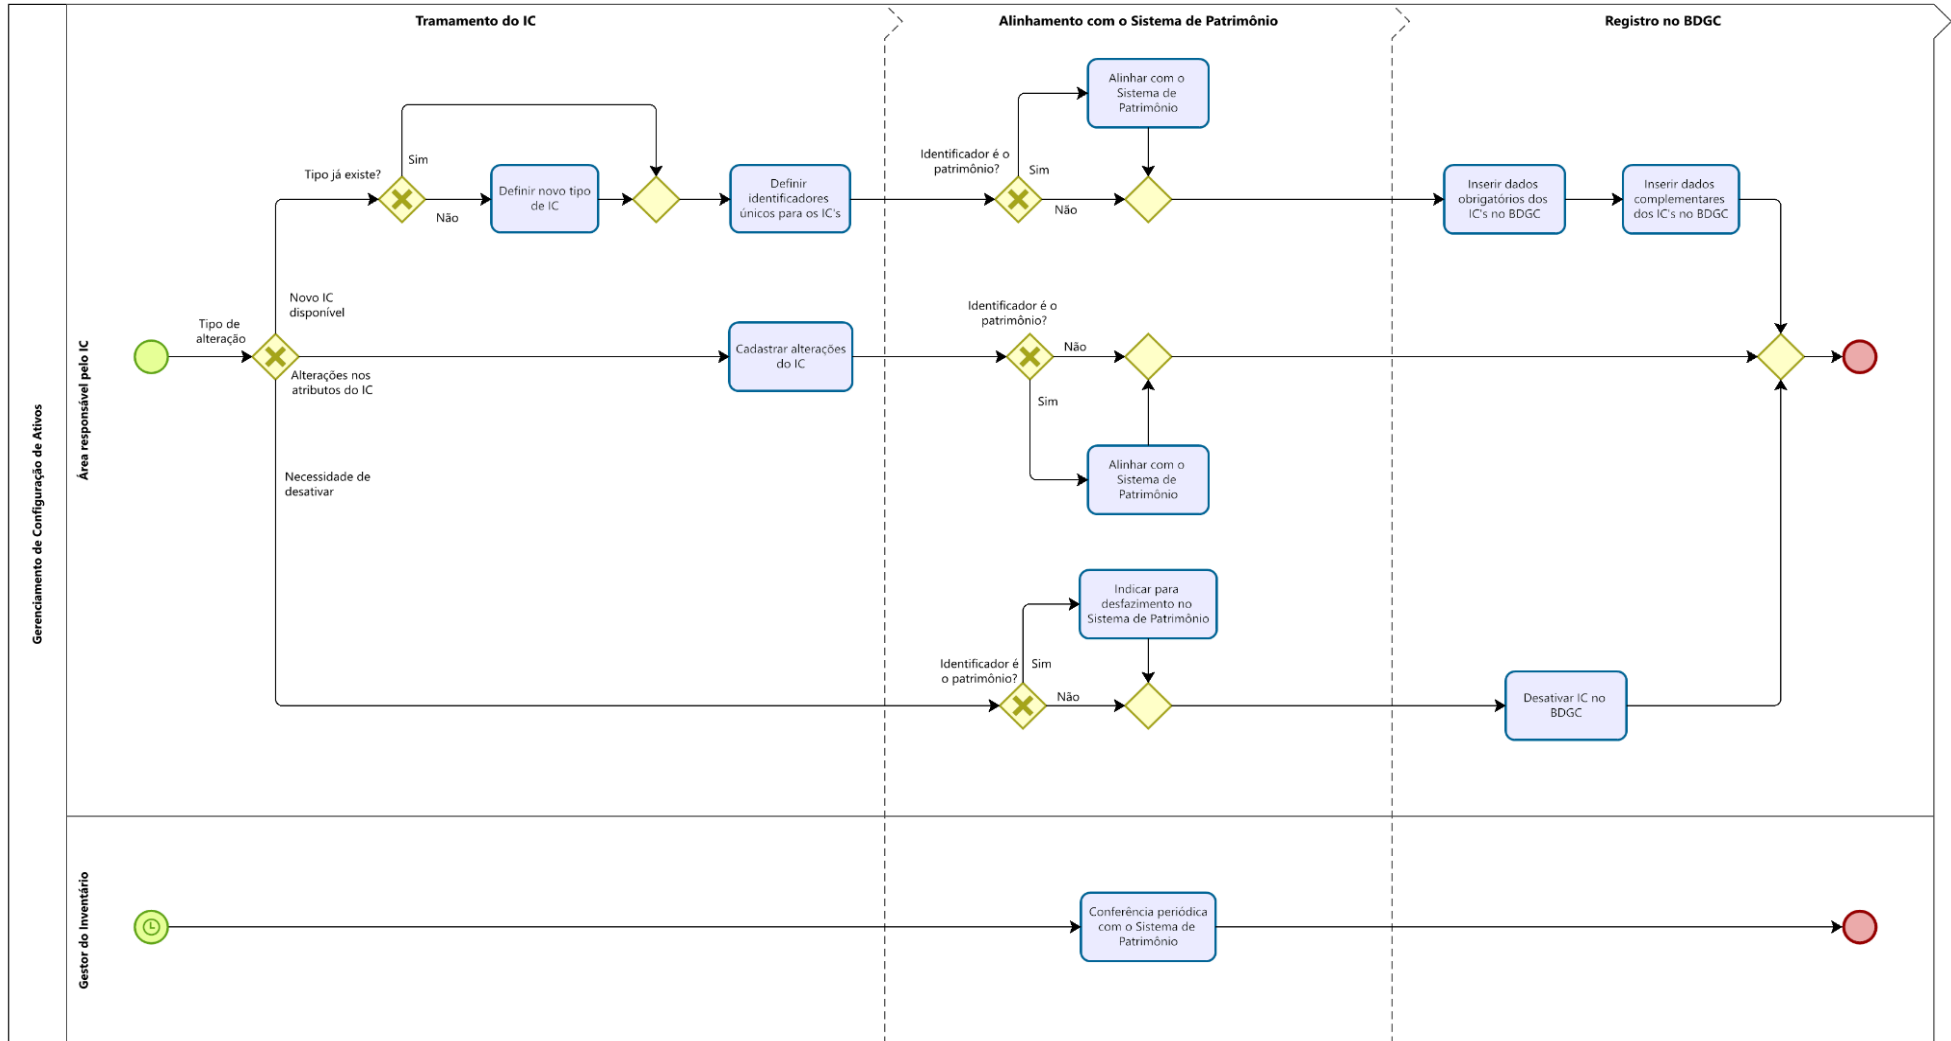 Tramamento do IC
Alinhamento com o Sistema de Patrimônio
Registro no BDGC
Gerenciamento de Configuração de Ativos
Área responsável pelo IC
Alinhar com o
Sistema de
Patrimônio
Sim
Tipo já existe?
Não
Definir novo tipo
de IC
Definir
identificadores
únicos para os IC's
Identificador é o
patrimônio?
Sim
Não
Inserir dados
obrigatórios dos
IC's no BDGC
Inserir dados
complementares
dos IC's no BDGC
Novo IC
disponível
Tipo de
alteração
Alterações nos
atributos do IC
Cadastrar alterações
do IC
Identificador é o
patrimônio?
Não
Sim
Alinhar com o
Sistema de
Patrimônio
Necessidade de
desativar
Indicar para
desfazimento no
Sistema de Patrimônio
Identificador é
o patrimônio?
Sim
Não
Desativar IC no
BDGC
Gestor do Inventário
Conferência periódica
com o Sistema de
Patrimônio